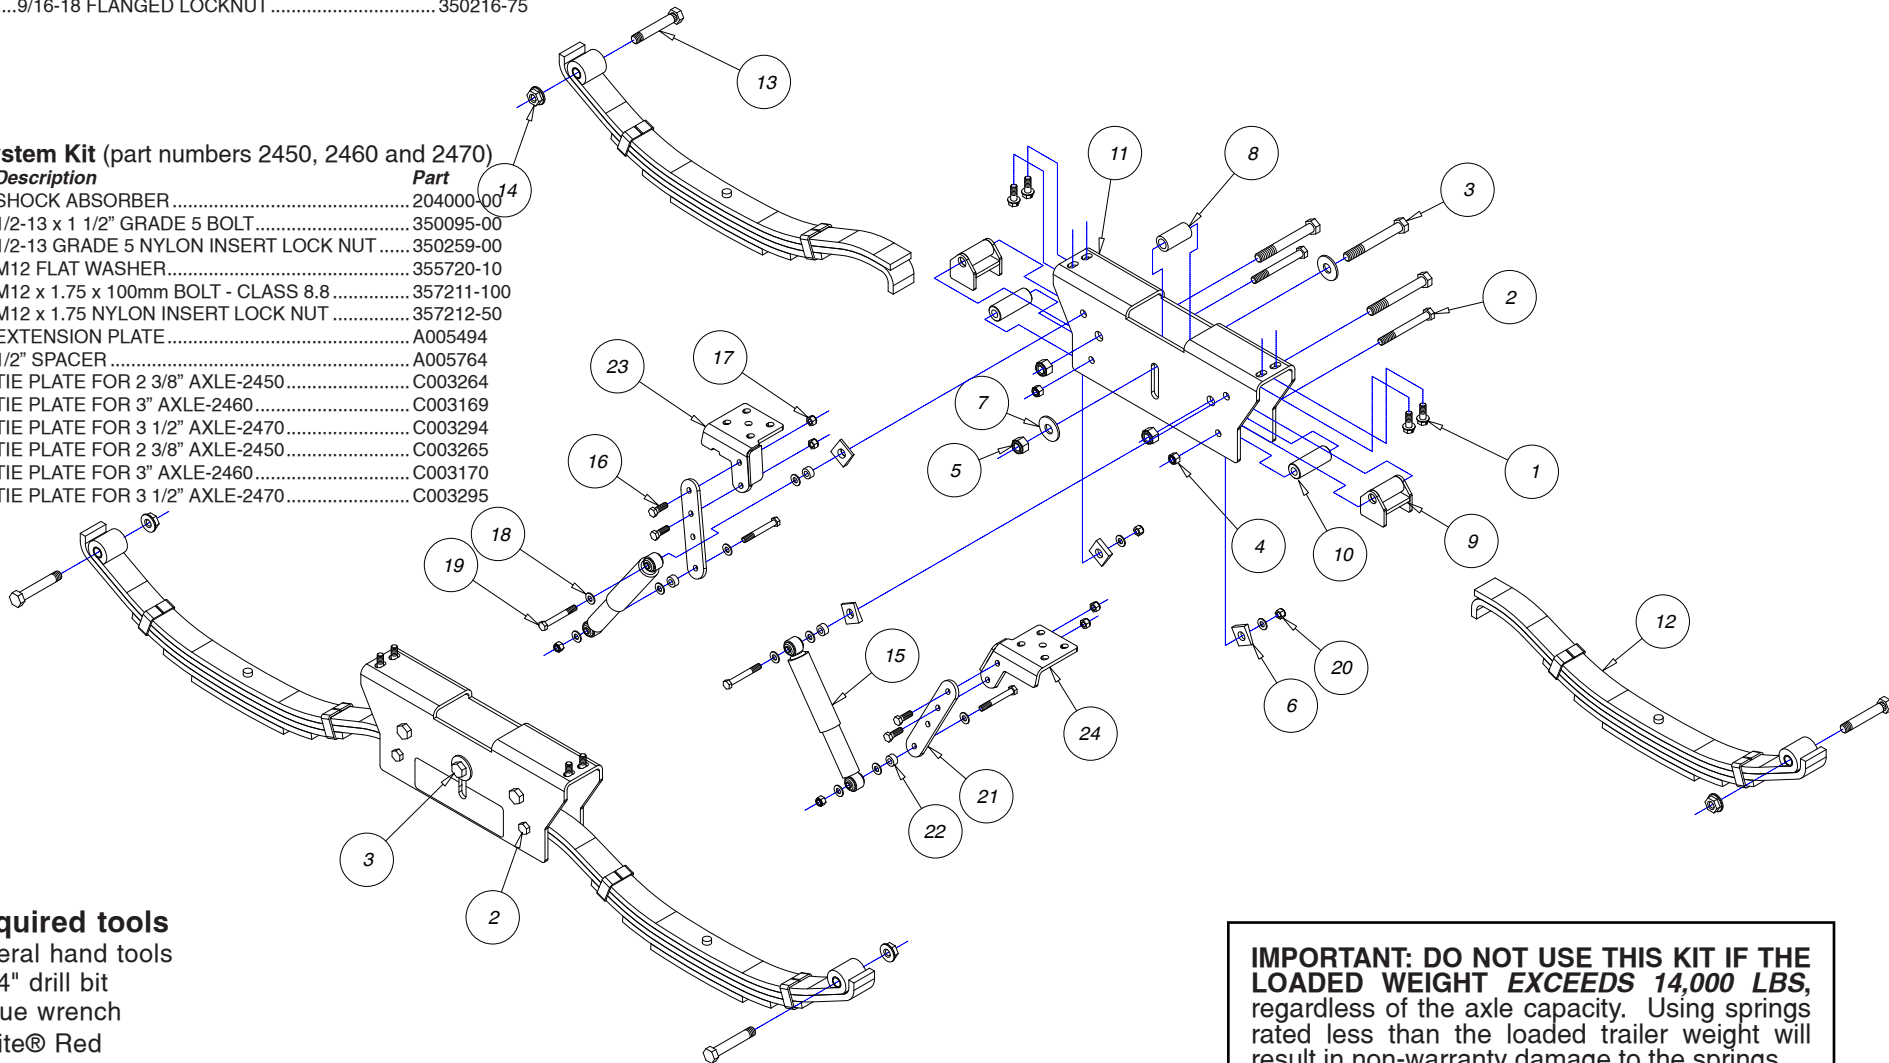 ...9/16-18 FLANGED LOCKNUT ................................ 350216-75
ystem Kit (part numbers 2450, 2460 and 2470)
Description Part
SHOCK ABSORBER ............................................ 204000-00
1/2-13 x 1 1/2” GRADE 5 BOLT ............................ 350095-00
1/2-13 GRADE 5 NYLON INSERT LOCK NUT ...... 350259-00
M12 FLAT WASHER ............................................. 355720-10
M12 x 1.75 x 100mm BOLT - CLASS 8.8 ............... 357211-100
M12 x 1.75 NYLON INSERT LOCK NUT ............... 357212-50
EXTENSION PLATE ............................................. A005494
1/2” SPACER ........................................................ A005764
TIE PLATE FOR 2 3/8” AXLE-2450 ....................... C003264
TIE PLATE FOR 3” AXLE-2460 ............................. C003169
TIE PLATE FOR 3 1/2” AXLE-2470 ....................... C003294
TIE PLATE FOR 2 3/8” AXLE-2450 ....................... C003265
TIE PLATE FOR 3” AXLE-2460 ............................. C003170
TIE PLATE FOR 3 1/2” AXLE-2470 ....................... C003295
13
14
11
8
3
2
23
17
7
16
5
1
18
19
4
10
9
12
15
20
6
24
21
22
3
2
quired tools
eral hand tools
4" drill bit
ue wrench
ite® Red
IMPORTANT: DO NOT USE THIS KIT IF THE
LOADED WEIGHT EXCEEDS 14,000 LBS,
regardless of the axle capacity. Using springs
rated less than the loaded trailer weight will
result in non-warranty damage to the springs.